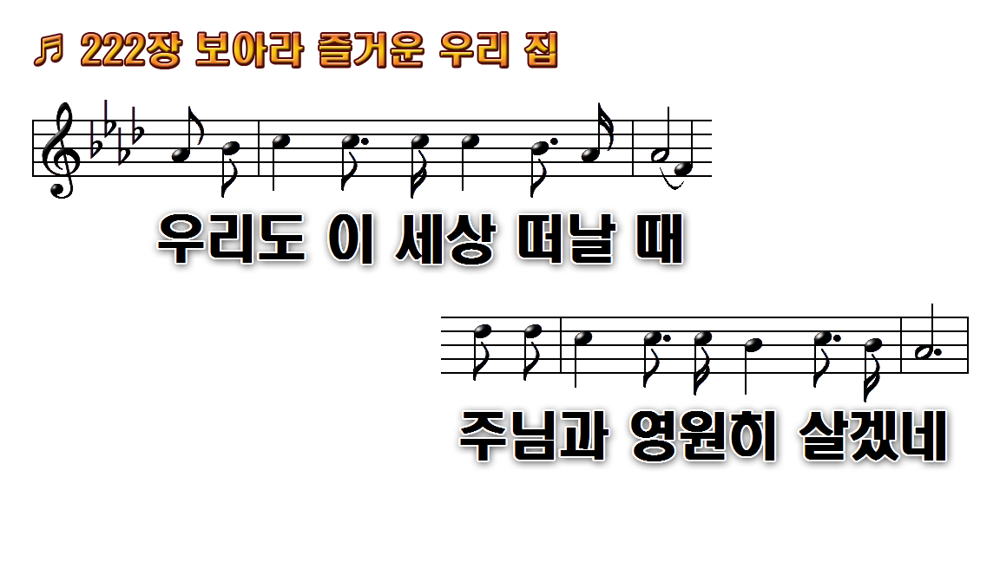 ♬ 222장 보아라 즐거운 우리 집
우리도 이 세상 떠날 때
주님과 영원히 살겠네